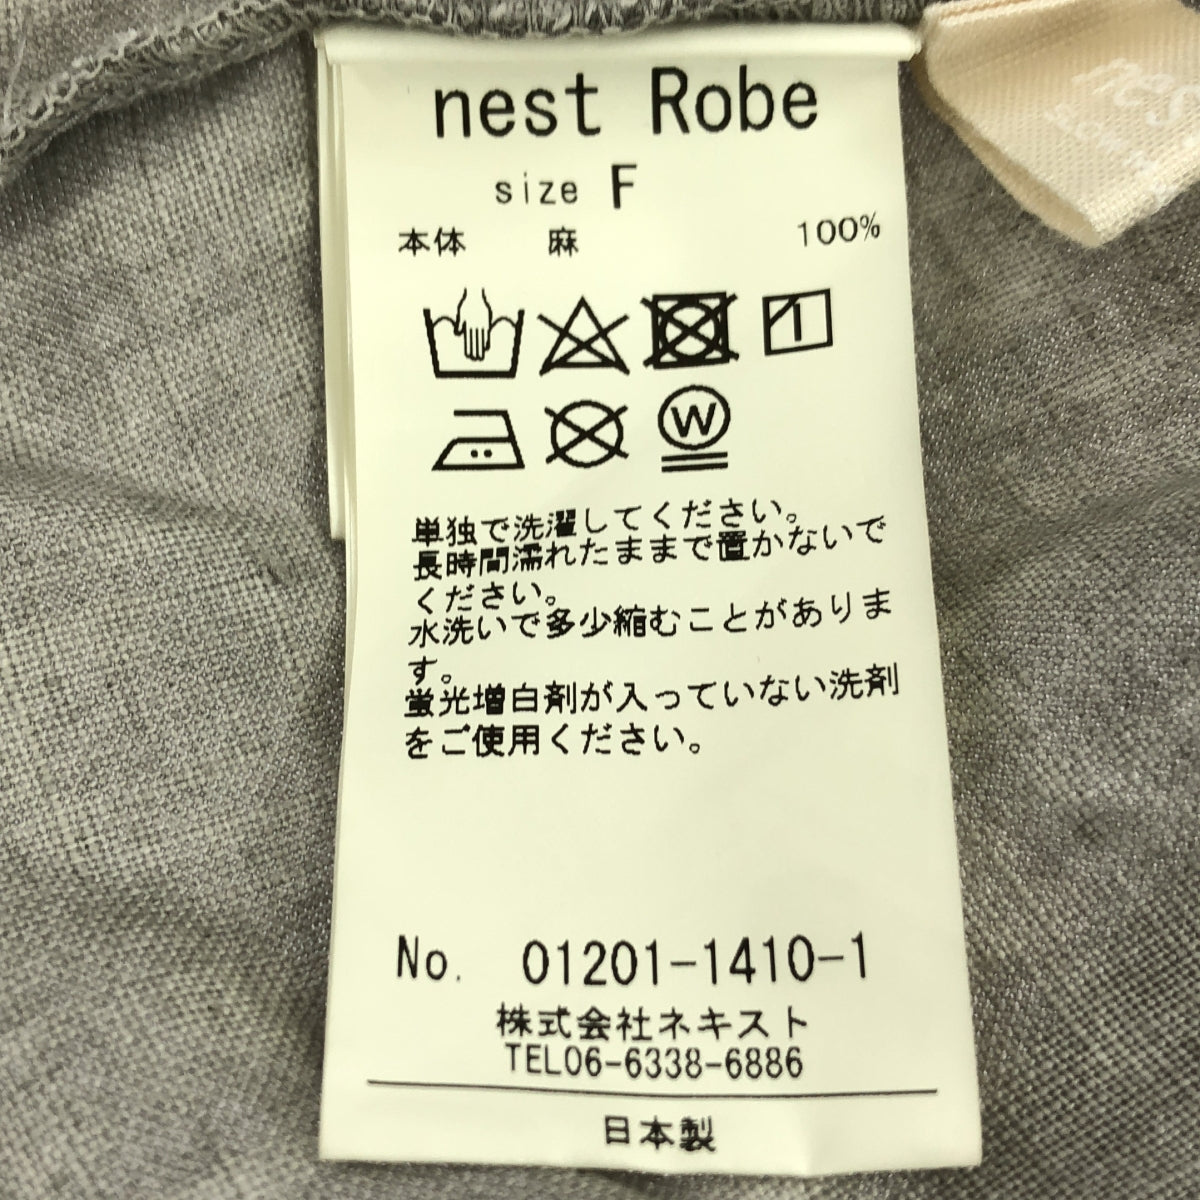 nest Robe
size F
本体 麻 100%
W
単独で洗濯してください。
長時間濡れたままで置かないで
ください。
水洗いで多少縮むことがありま
す。
蛍光増白剤が入っていない洗剤
をご使用ください。
No. 01201-1410-1
株式会社ネキスト
TEL06-6338-6886
日本製